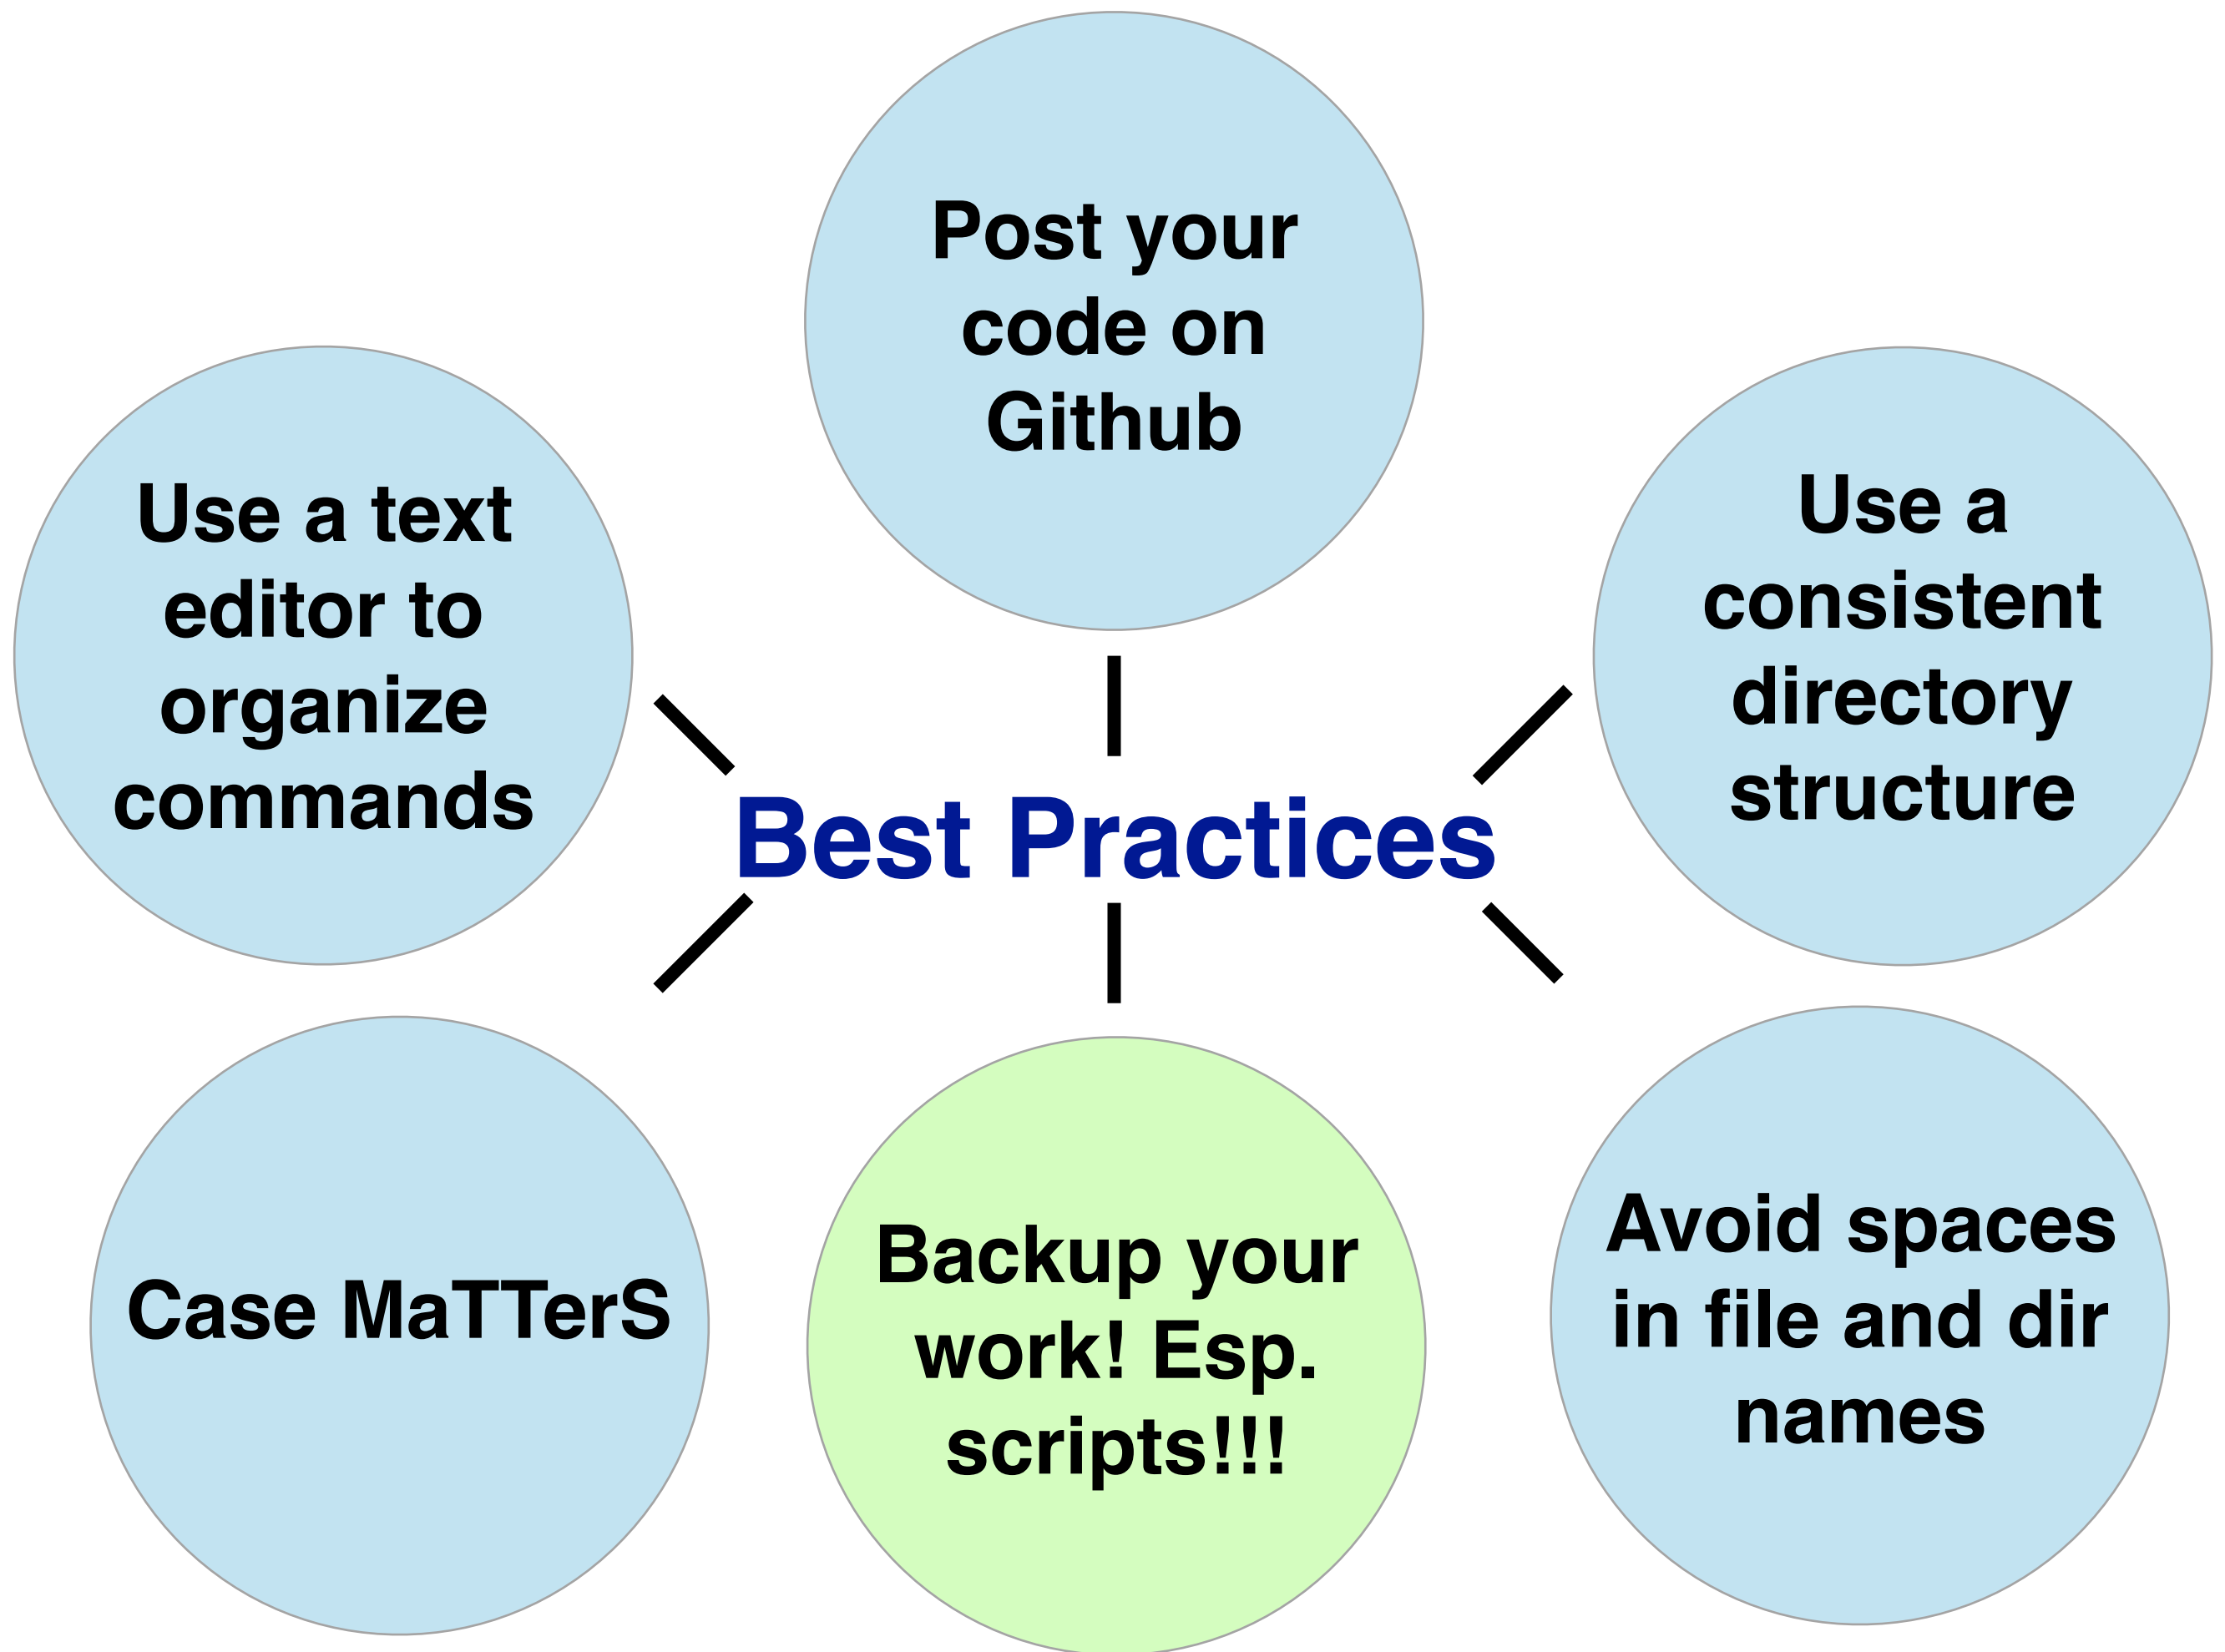 Post your
code on
Github
Use a text
editor to
organize
commands
Use a
consistent
directory
structure
Best Practices
Case MaTTerS
Backup your
work! Esp.
scripts!!!
Avoid spaces
in file and dir
names